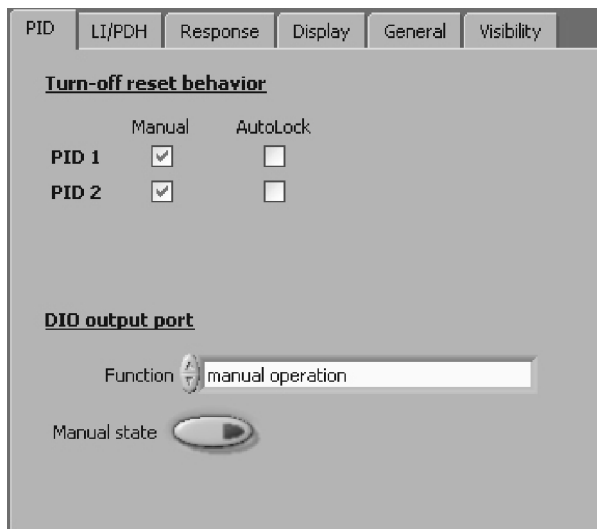 PID LI/PDH Response Display General Visibility
Turn-off reset behavior
Manual AutoLock
PID 1
PID 2
DIO output port
Function manual operation
Manual state